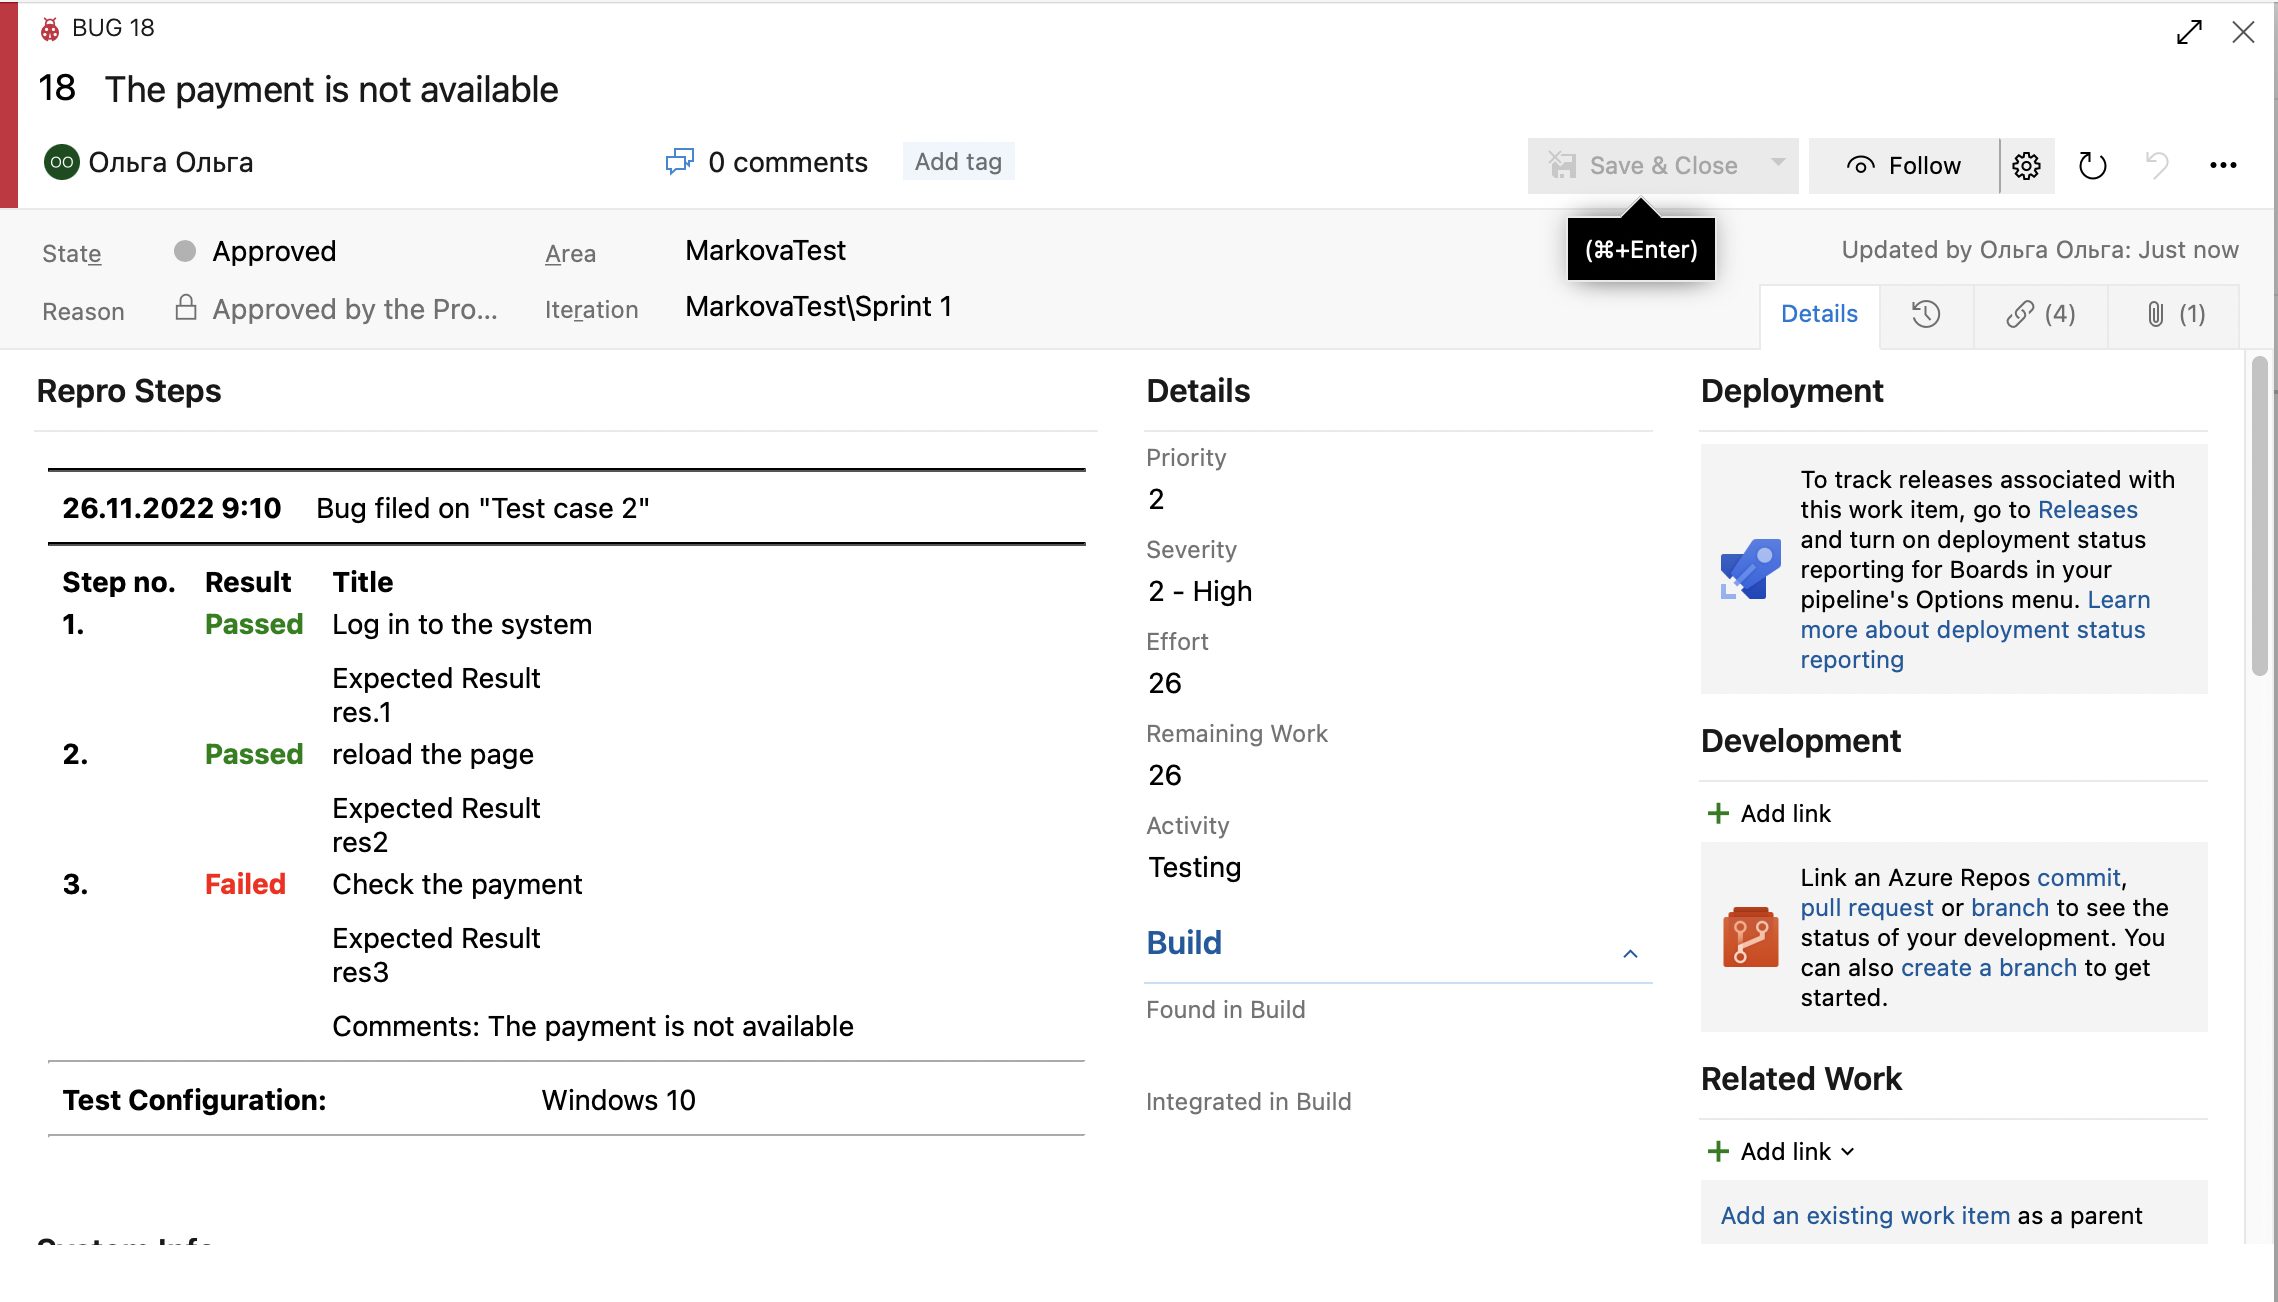 BUG 18
18 The payment is not available
OO Ольга Ольга 0 comments Add tag Save & Close Follow
(⌘+Enter)
State Approved Area MarkovaTest Updated by Ольга Ольга: Just now
Reason Approved by the Pro... Iteration MarkovaTest\Sprint 1
Details (4) (1)
Repro Steps
26.11.2022 9:10 Bug filed on "Test case 2"
Step no. Result Title
1. Passed Log in to the system
Expected Result
res.1
2. Passed reload the page
Expected Result
res2
3. Failed Check the payment
Expected Result
res3
Comments: The payment is not available
Test Configuration: Windows 10
System Info
Details
Priority
2
Severity
2 - High
Effort
26
Remaining Work
26
Activity
Testing
Build
Found in Build
Integrated in Build
Deployment
To track releases associated with
this work item, go to Releases
and turn on deployment status
reporting for Boards in your
pipeline's Options menu. Learn
more about deployment status
reporting
Development
+ Add link
Link an Azure Repos commit,
pull request or branch to see the
status of your development. You
can also create a branch to get
started.
Related Work
+ Add link
Add an existing work item as a parent